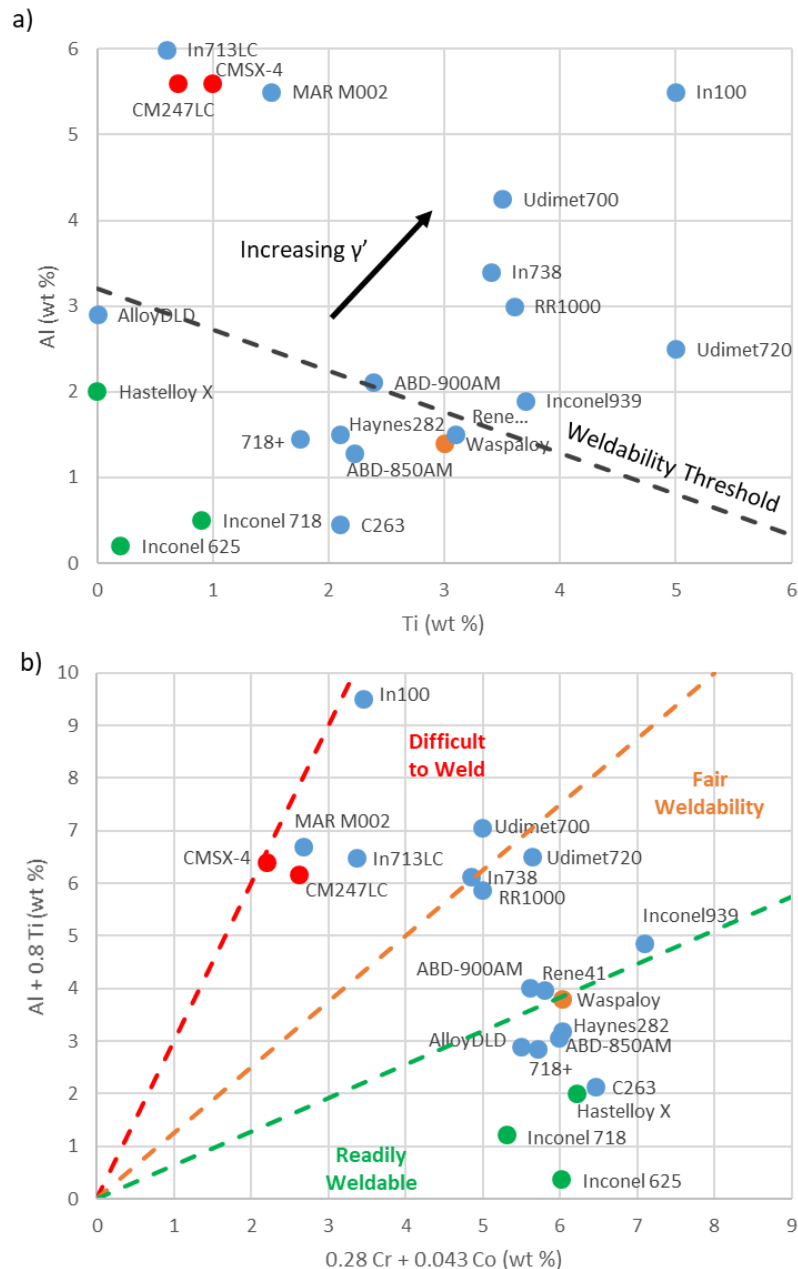 a)
6
In713LC
CMSX-4
CM247LC
MAR M002
In100
5
Udimet700
4
Increasing γ’
In738
Al (wt %)
3
AlloyDLD
RR1000
Udimet720
2
Hastelloy X
ABD-900AM
Inconel939
Haynes282
Rene...
718+
Waspaloy
ABD-850AM
Weldability Threshold
1
Inconel 718
C263
Inconel 625
0
0 1 2 3 4 5 6
Ti (wt %)
b)
10
In100
9
Difficult
to Weld
Fair
Weldability
8
7
MAR M002
Udimet700
CMSX-4
In713LC
Udimet720
CM247LC
In738
6
RR1000
Al + 0.8 Ti (wt %)
Inconel939
5
ABD-900AM
Rene41
4
Waspaloy
Haynes282
3
AlloyDLD
ABD-850AM
718+
2
C263
Hastelloy X
Inconel 718
1
Readily
Weldable
Inconel 625
0
0 1 2 3 4 5 6 7 8 9
0.28 Cr + 0.043 Co (wt %)